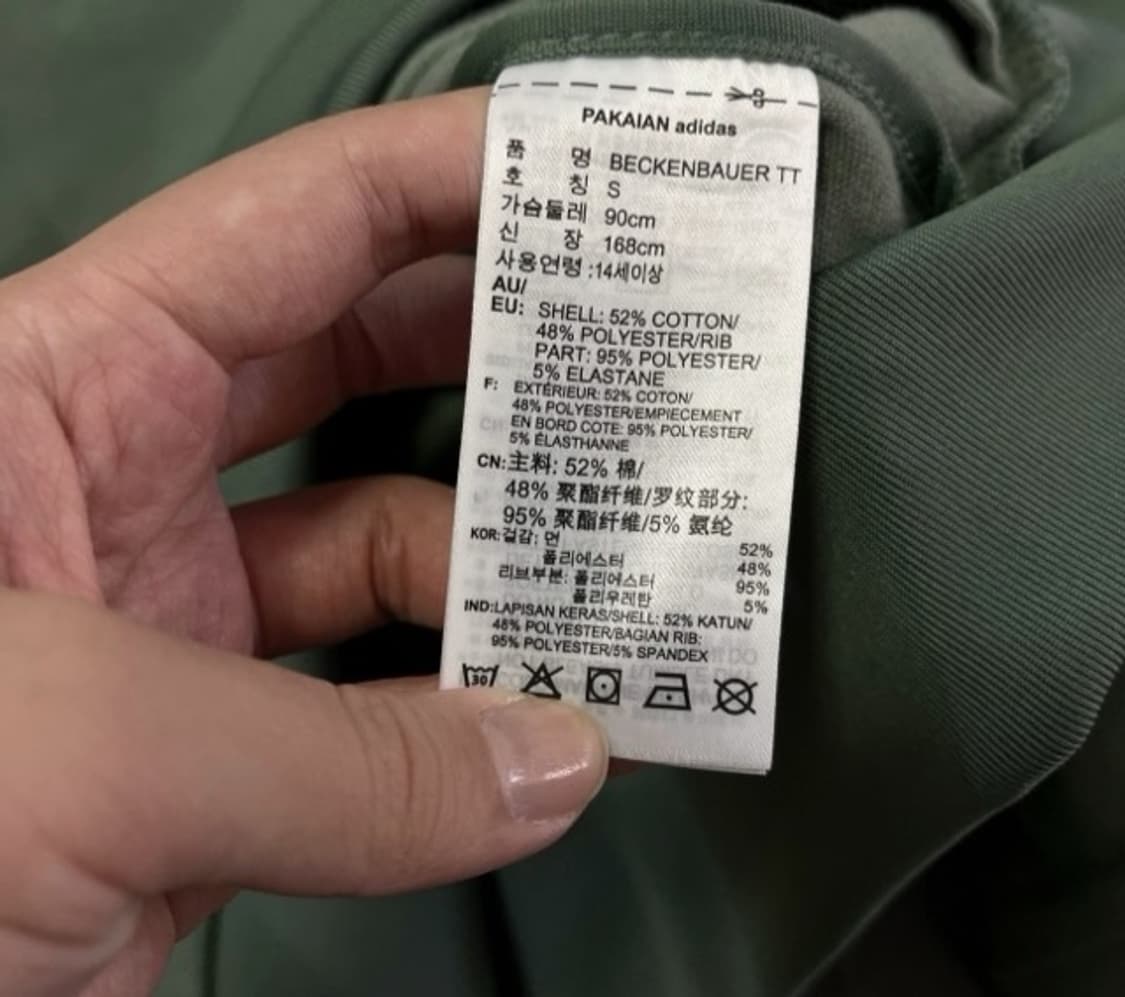 PAKAIAN adidas
품 명 BECKENBAUER TT
호 칭 S
가슴둘레 90cm
신 장 168cm
사용연령 :14세이상
AU/
EU: SHELL: 52% COTTON/
48% POLYESTER/RIB
PART: 95% POLYESTER/
5% ELASTANE
F: EXTÉRIEUR: 52% COTON/
48% POLYESTER/EMPIECEMENT
EN BORD COTE: 95% POLYESTER/
5% ÉLASTHANNE
CN:主料: 52% 棉/
48% 聚酯纤维/罗纹部分:
95% 聚酯纤维/5% 氨纶
KOR:겉감: 면 52%
폴리에스터 48%
리브부분: 폴리에스터 95%
폴리우레탄 5%
IND:LAPISAN KERAS/SHELL: 52% KATUN/
48% POLYESTER/BAGIAN RIB:
95% POLYESTER/5% SPANDEX
30